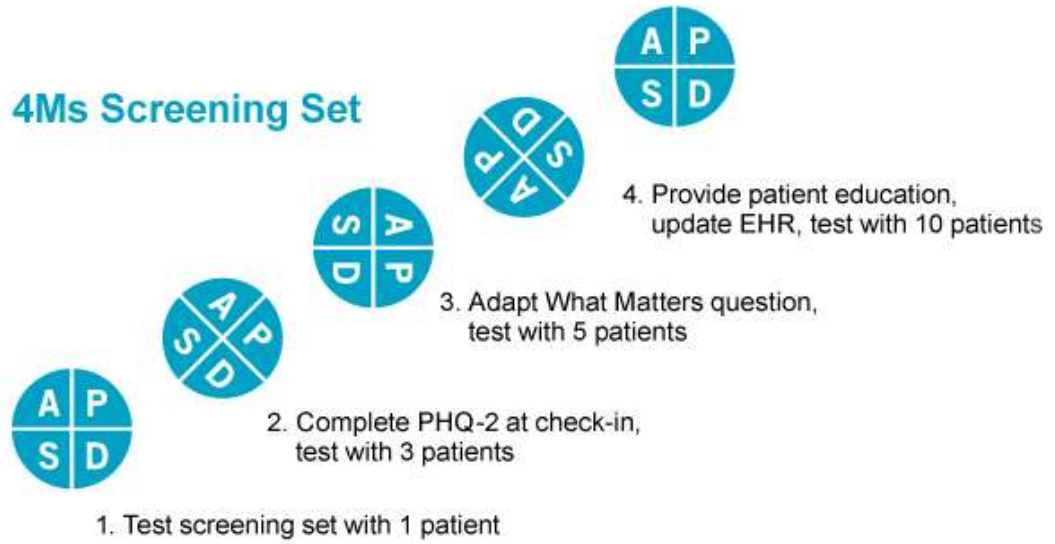 A P
S D
4Ms Screening Set
D
S
P
A
4. Provide patient education,
update EHR, test with 10 patients
S A
D P
3. Adapt What Matters question,
test with 5 patients
A
P
S
D
A P
S D
2. Complete PHQ-2 at check-in,
test with 3 patients
1. Test screening set with 1 patient